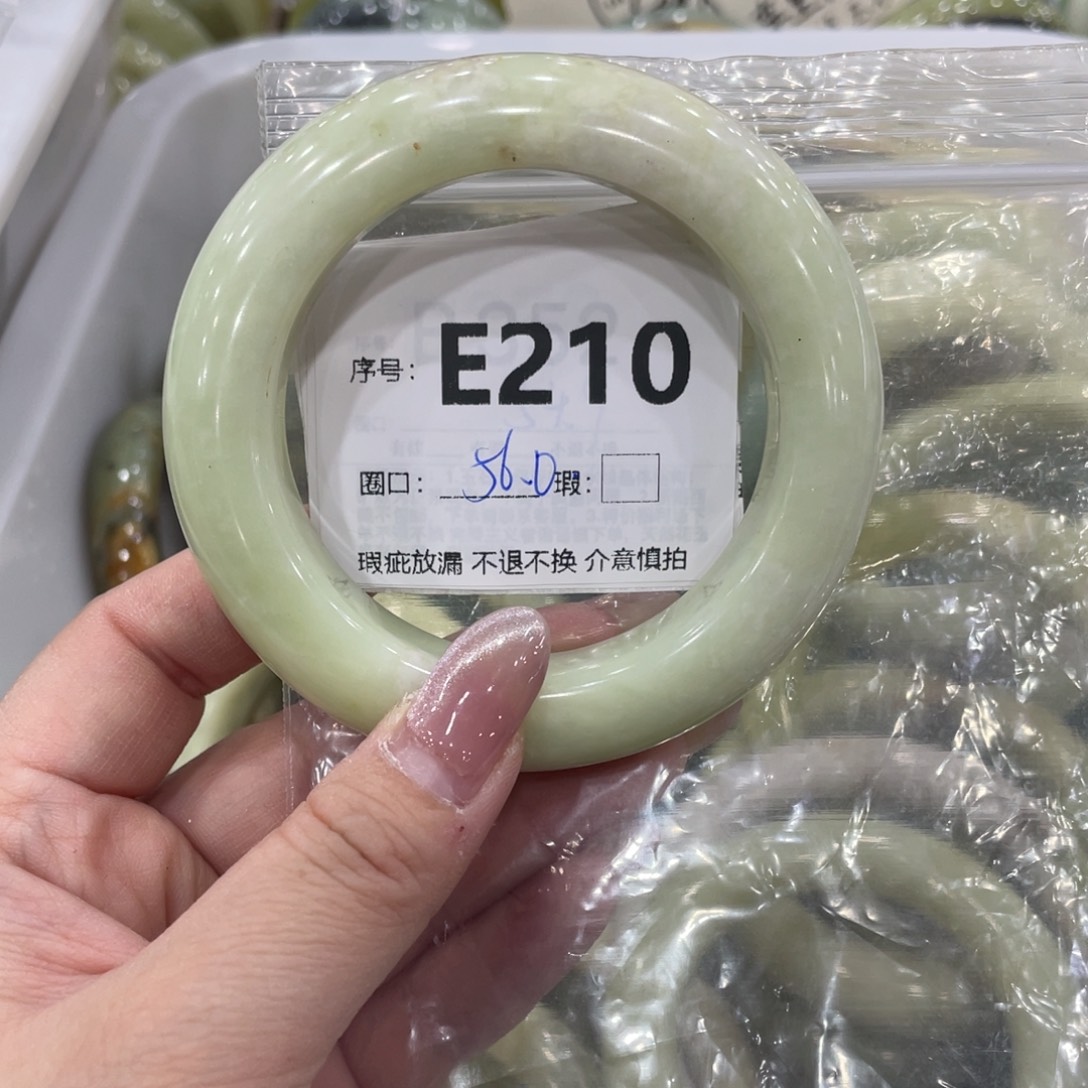 序号：E210
圈口：56.0瑕：
瑕疵放漏 不退不换 介意慎拍